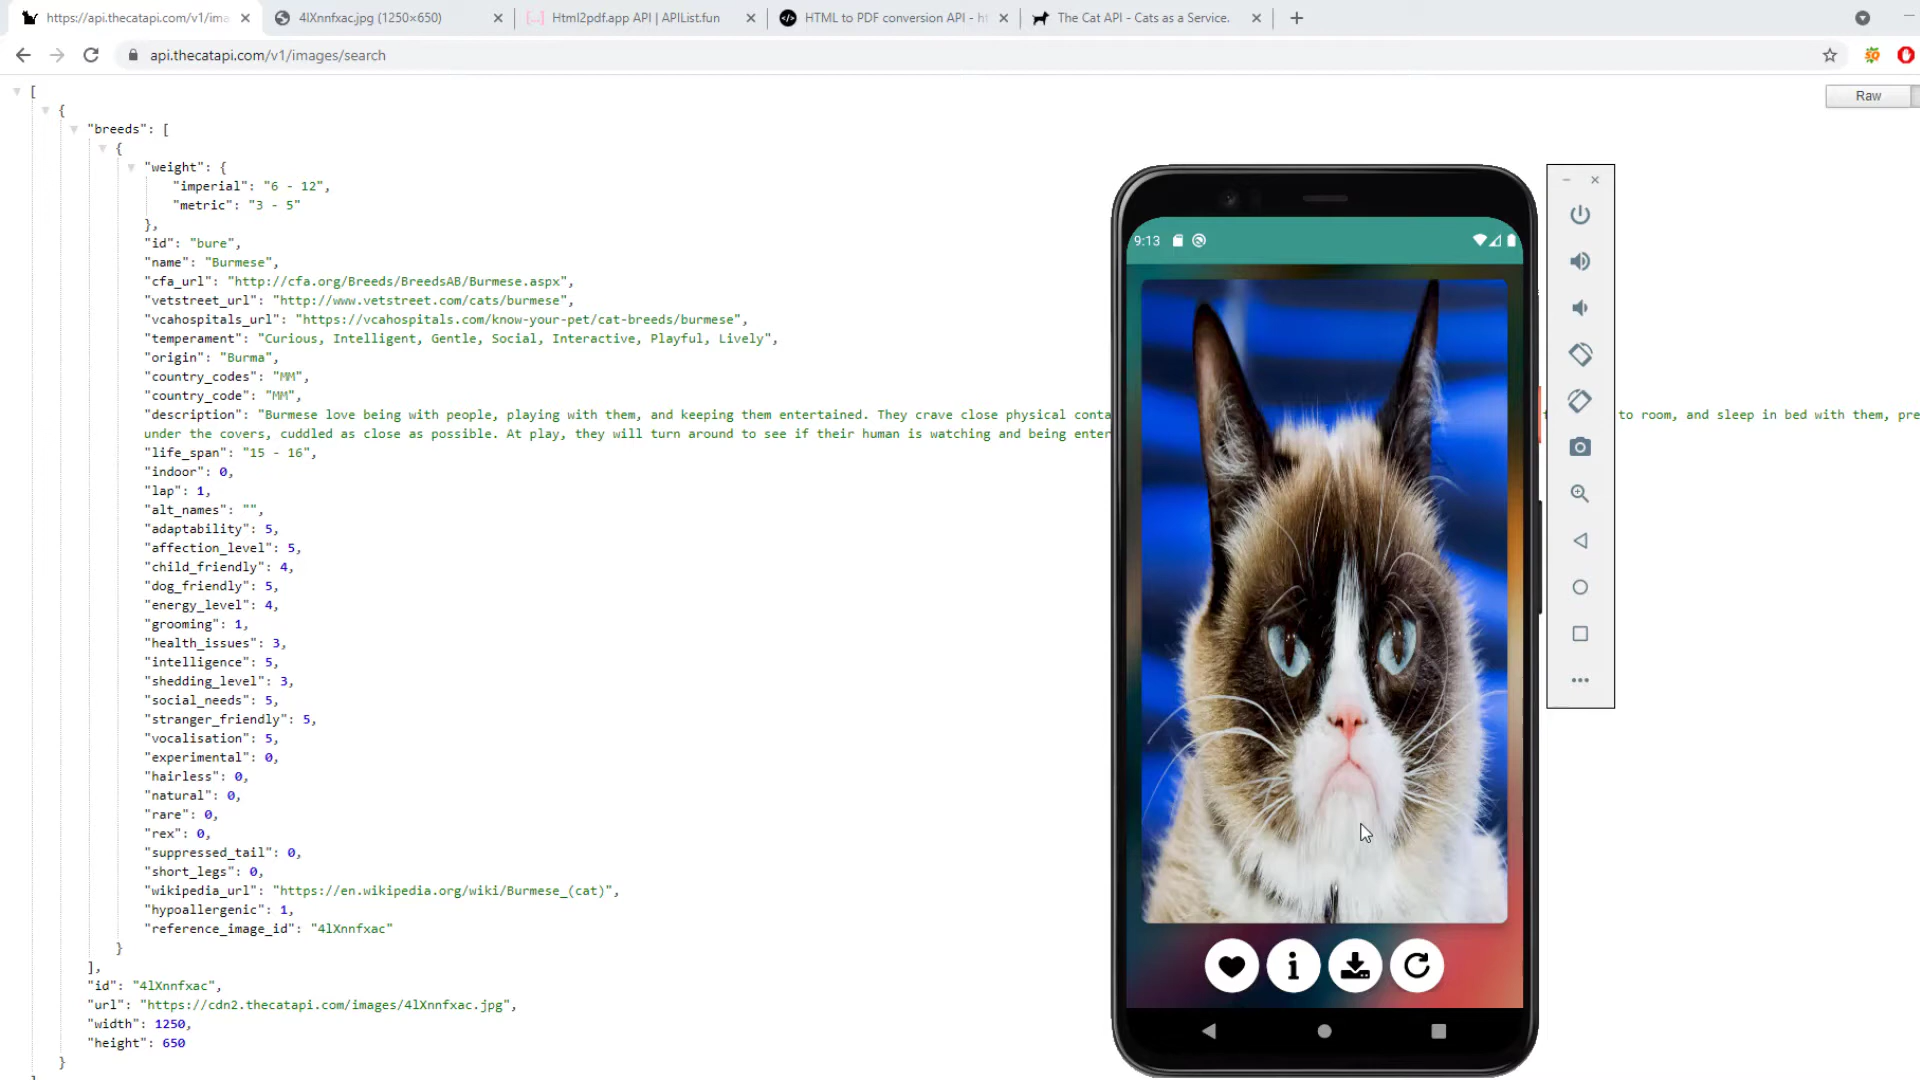 https://api.thecatapi.com/v1/ima
4lXnnfxac.jpg (1250×650)
Html2pdf.app API | APIList.fun
HTML to PDF conversion API - ht
The Cat API - Cats as a Service.
api.thecatapi.com/v1/images/search
Raw
[
{
"breeds": [
{
"weight": {
"imperial": "6 - 12",
"metric": "3 - 5"
},
"id": "bure",
"name": "Burmese",
"cfa_url": "http://cfa.org/Breeds/BreedsAB/Burmese.aspx",
"vetstreet_url": "http://www.vetstreet.com/cats/burmese",
"vcahospitals_url": "https://vcahospitals.com/know-your-pet/cat-breeds/burmese",
"temperament": "Curious, Intelligent, Gentle, Social, Interactive, Playful, Lively",
"origin": "Burma",
"country_codes": "MM",
"country_code": "MM",
"description": "Burmese love being with people, playing with them, and keeping them entertained. They crave close physical conta to room, and sleep in bed with them, pre
under the covers, cuddled as close as possible. At play, they will turn around to see if their human is watching and being enter
"life_span": "15 - 16",
"indoor": 0,
"lap": 1,
"alt_names": "",
"adaptability": 5,
"affection_level": 5,
"child_friendly": 4,
"dog_friendly": 5,
"energy_level": 4,
"grooming": 1,
"health_issues": 3,
"intelligence": 5,
"shedding_level": 3,
"social_needs": 5,
"stranger_friendly": 5,
"vocalisation": 5,
"experimental": 0,
"hairless": 0,
"natural": 0,
"rare": 0,
"rex": 0,
"suppressed_tail": 0,
"short_legs": 0,
"wikipedia_url": "https://en.wikipedia.org/wiki/Burmese_(cat)",
"hypoallergenic": 1,
"reference_image_id": "4lXnnfxac"
}
],
"id": "4lXnnfxac",
"url": "https://cdn2.thecatapi.com/images/4lXnnfxac.jpg",
"width": 1250,
"height": 650
}
9:13